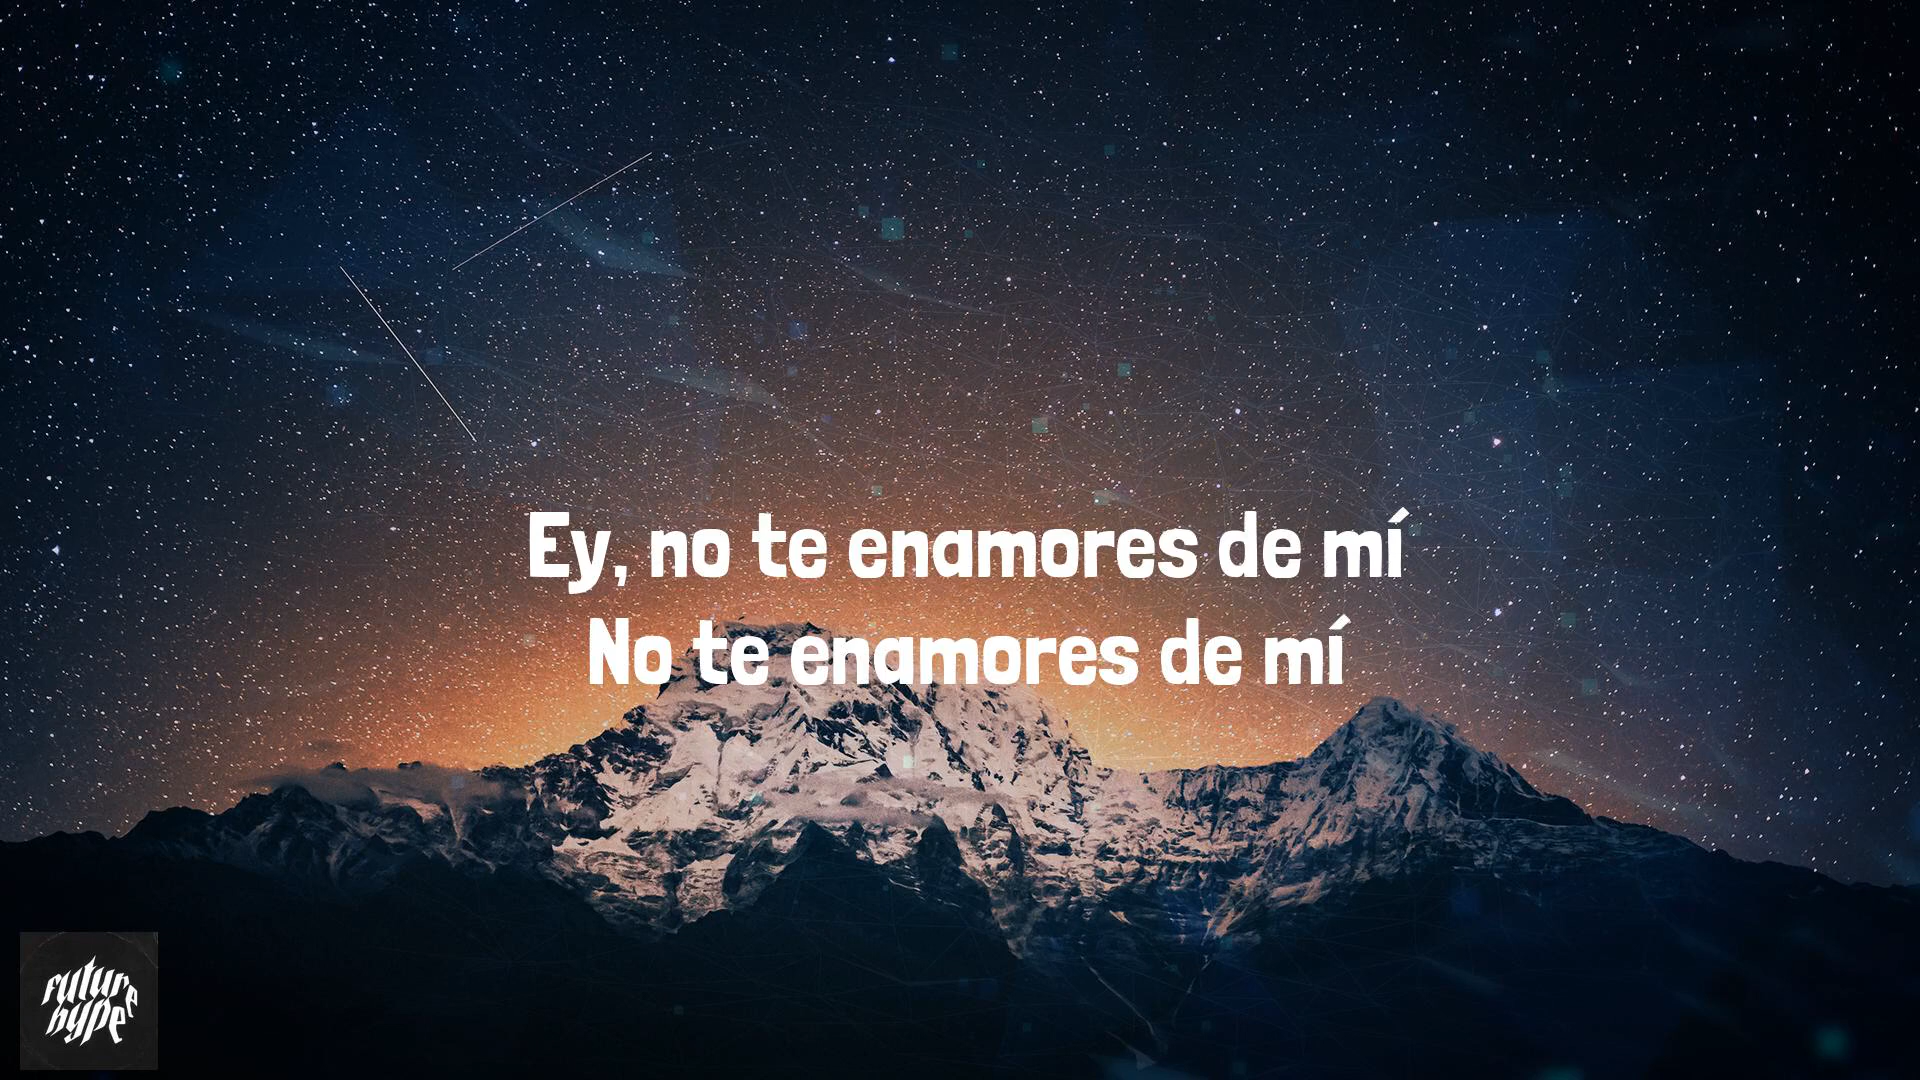 Ey, no te enamores de mí
No te enamores de mí
future
hype